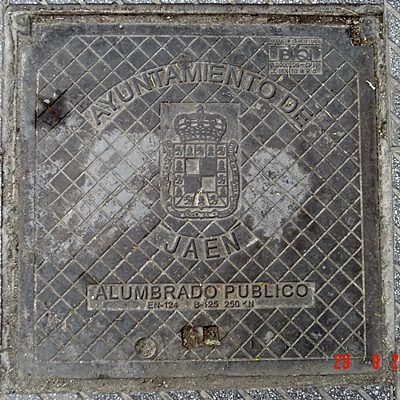 AYUNTAMIENTO DE
JAEN
ALUMBRADO PUBLICO
EN-124 B-125 250 KN